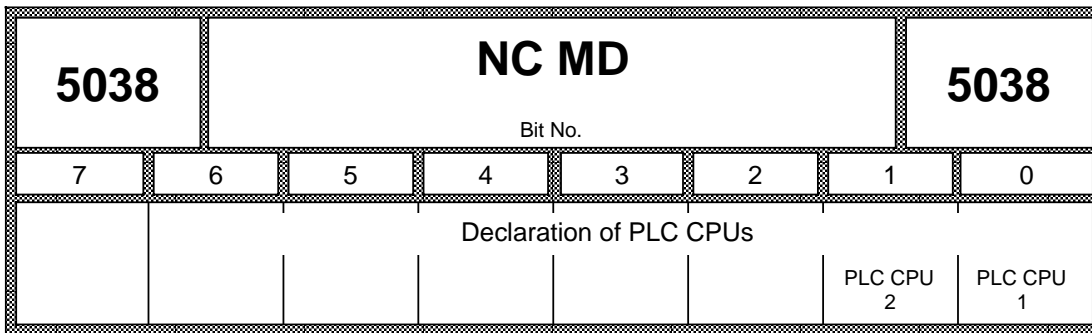 5038 NC MD 5038
Bit No.
7 6 5 4 3 2 1 0
Declaration of PLC CPUs
PLC CPU PLC CPU
2 1